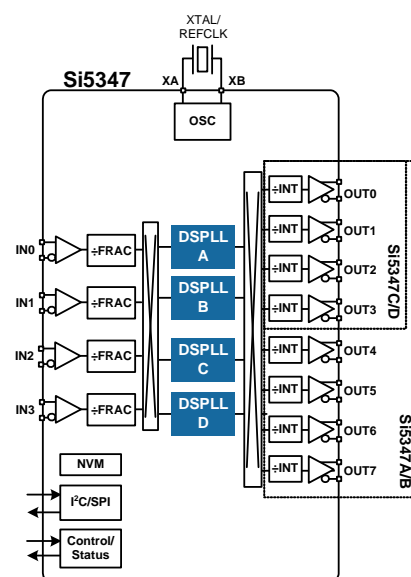 XTAL/
REFCLK
Si5347
XA
XB
OSC
IN0
÷FRAC
IN1
÷FRAC
IN2
÷FRAC
IN3
÷FRAC
DSPLL
A
DSPLL
B
DSPLL
C
DSPLL
D
÷INT
OUT0
÷INT
OUT1
÷INT
OUT2
÷INT
OUT3
÷INT
OUT4
÷INT
OUT5
÷INT
OUT6
÷INT
OUT7
Si5347C/D
Si5347A/B
NVM
I²C/SPI
Control/
Status